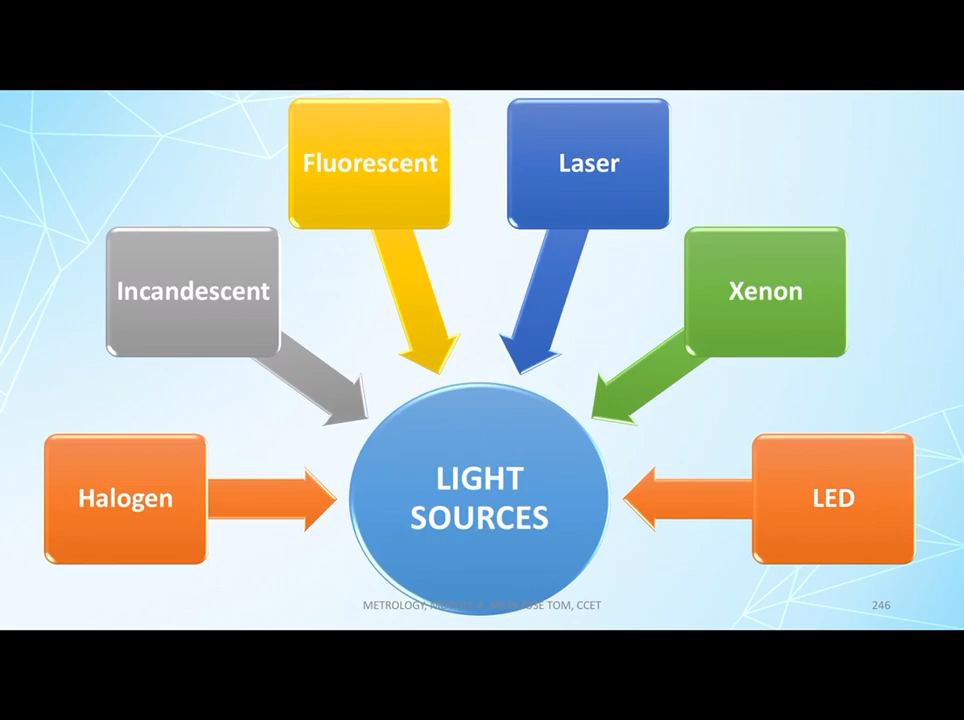 Fluorescent
Laser
Incandescent
Xenon
Halogen
LIGHT
SOURCES
LED
METROLOGY, TOM, CCET
246